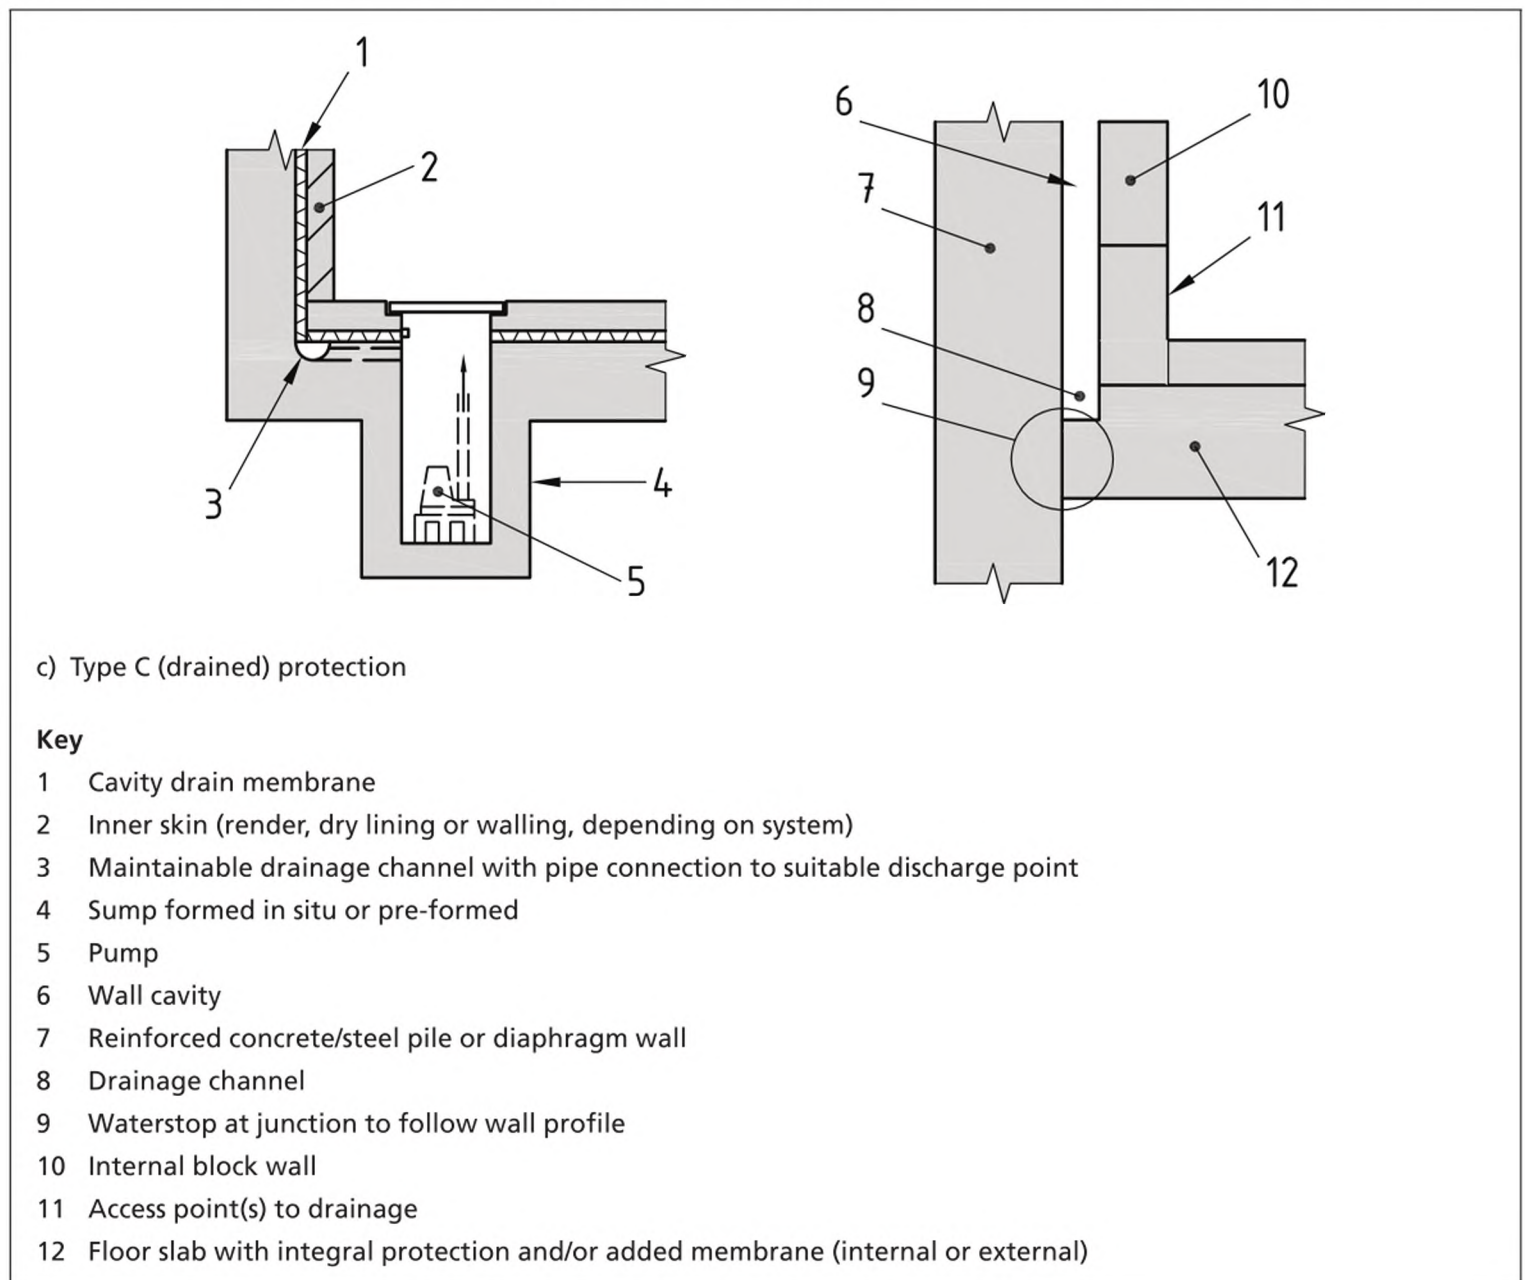 1
2
3
4
5
6
7
8
9
10
11
12
c) Type C (drained) protection
Key
1 Cavity drain membrane
2 Inner skin (render, dry lining or walling, depending on system)
3 Maintainable drainage channel with pipe connection to suitable discharge point
4 Sump formed in situ or pre-formed
5 Pump
6 Wall cavity
7 Reinforced concrete/steel pile or diaphragm wall
8 Drainage channel
9 Waterstop at junction to follow wall profile
10 Internal block wall
11 Access point(s) to drainage
12 Floor slab with integral protection and/or added membrane (internal or external)